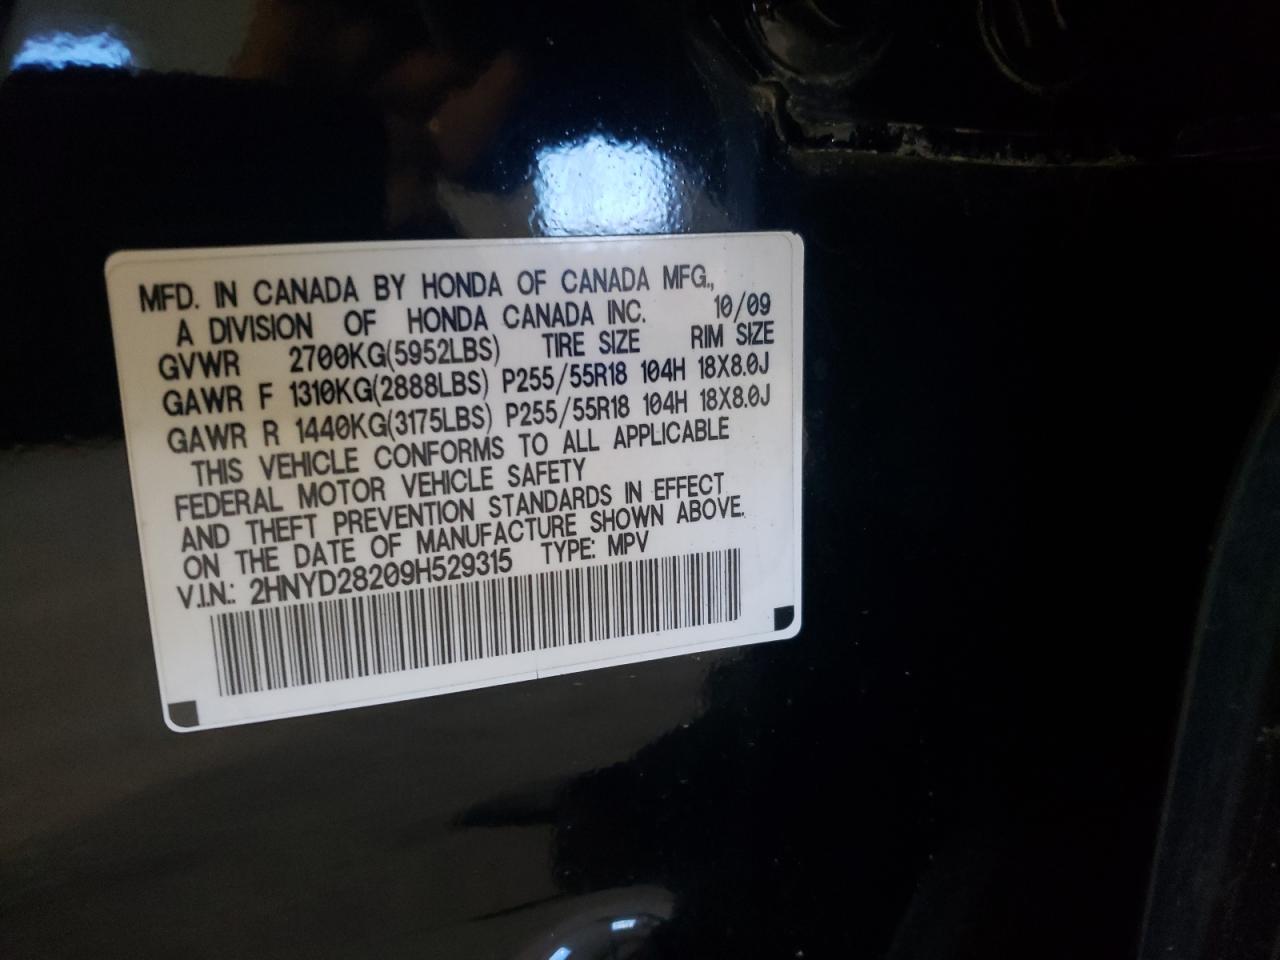 MFD. IN CANADA BY HONDA OF CANADA MFG.,
A DIVISION OF HONDA CANADA INC. 10/09
GVWR 2700KG(5952LBS) TIRE SIZE RIM SIZE
GAWR F 1310KG(2888LBS) P255/55R18 104H 18X8.0J
GAWR R 1440KG(3175LBS) P255/55R18 104H 18X8.0J
THIS VEHICLE CONFORMS TO ALL APPLICABLE
FEDERAL MOTOR VEHICLE SAFETY
AND THEFT PREVENTION STANDARDS IN EFFECT
ON THE DATE OF MANUFACTURE SHOWN ABOVE.
V.I.N.: 2HNYD28209H529315 TYPE: MPV